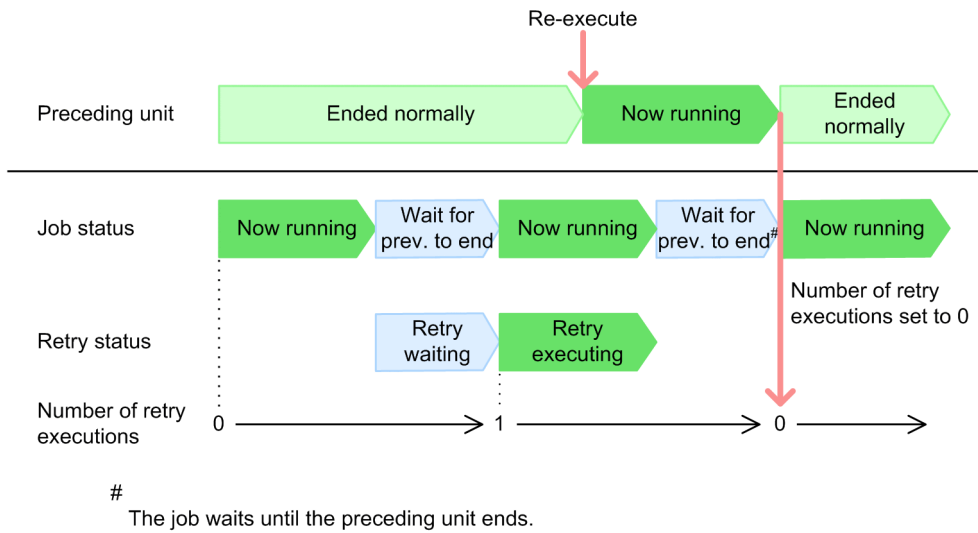 Re-execute
Preceding unit
Ended normally
Now running
Ended
normally
Job status
Now running
Wait for
prev. to end
Now running
Wait for
prev. to end#
Now running
Number of retry
executions set to 0
Retry status
Retry
waiting
Retry
executing
Number of retry
executions
0
1
0
#
The job waits until the preceding unit ends.